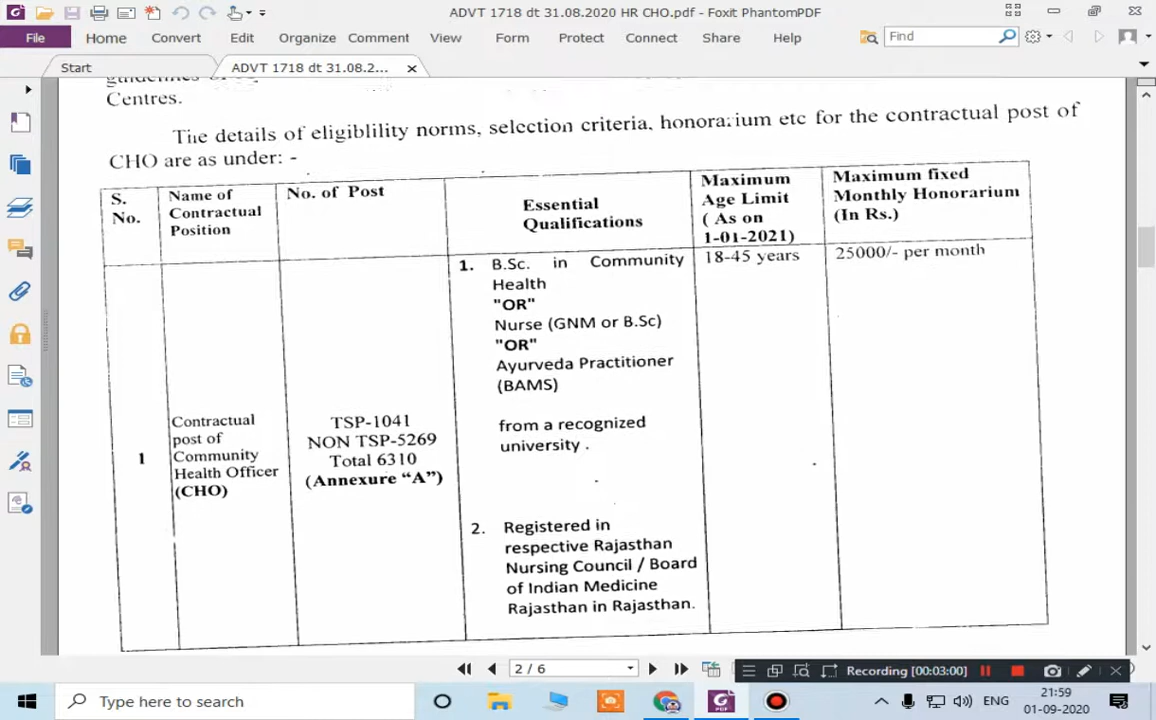 ADVT 1718 dt 31.08.2020 HR CHO.pdf - Foxit PhantomPDF
File Home Convert Edit Organize Comment View Form Protect Connect Share Help Find
Start ADVT 1718 dt 31.08.2...
Centres.
The details of eligiblility norms, selection criteria, honorarium etc for the contractual post of
CHO are as under: -
S.
No.
Name of
Contractual
Position
No. of Post
Essential
Qualifications
Maximum
Age Limit
( As on
1-01-2021)
Maximum fixed
Monthly Honorarium
(In Rs.)
1
Contractual
post of
Community
Health Officer
(CHO)
TSP-1041
NON TSP-5269
Total 6310
(Annexure “A”)
1. B.Sc. in Community
Health
"OR"
Nurse (GNM or B.Sc)
"OR"
Ayurveda Practitioner
(BAMS)
from a recognized
university .
2. Registered in
respective Rajasthan
Nursing Council / Board
of Indian Medicine
Rajasthan in Rajasthan.
18-45 years
25000/- per month
2 / 6
Recording [00:03:00]
Type here to search
ENG
21:59
01-09-2020